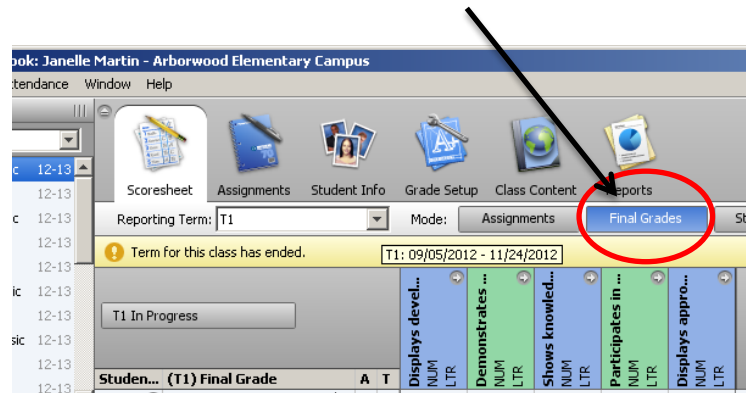 ook: Janelle Martin - Arborwood Elementary Campus
ttendance Window Help
Scoresheet Assignments Student Info Grade Setup Class Content Reports
Reporting Term: T1 Mode: Assignments Final Grades St
Term for this class has ended.
T1: 09/05/2012 - 11/24/2012
c 12-13
12-13
c 12-13
12-13
12-13
ic 12-13
sic 12-13
12-13
12-13
T1 In Progress
Studen... (T1) Final Grade A T
Displays devel...
NUM
LTR
Demonstrates ...
NUM
LTR
Shows knowled...
NUM
LTR
Participates in ...
NUM
LTR
Displays appro...
NUM
LTR